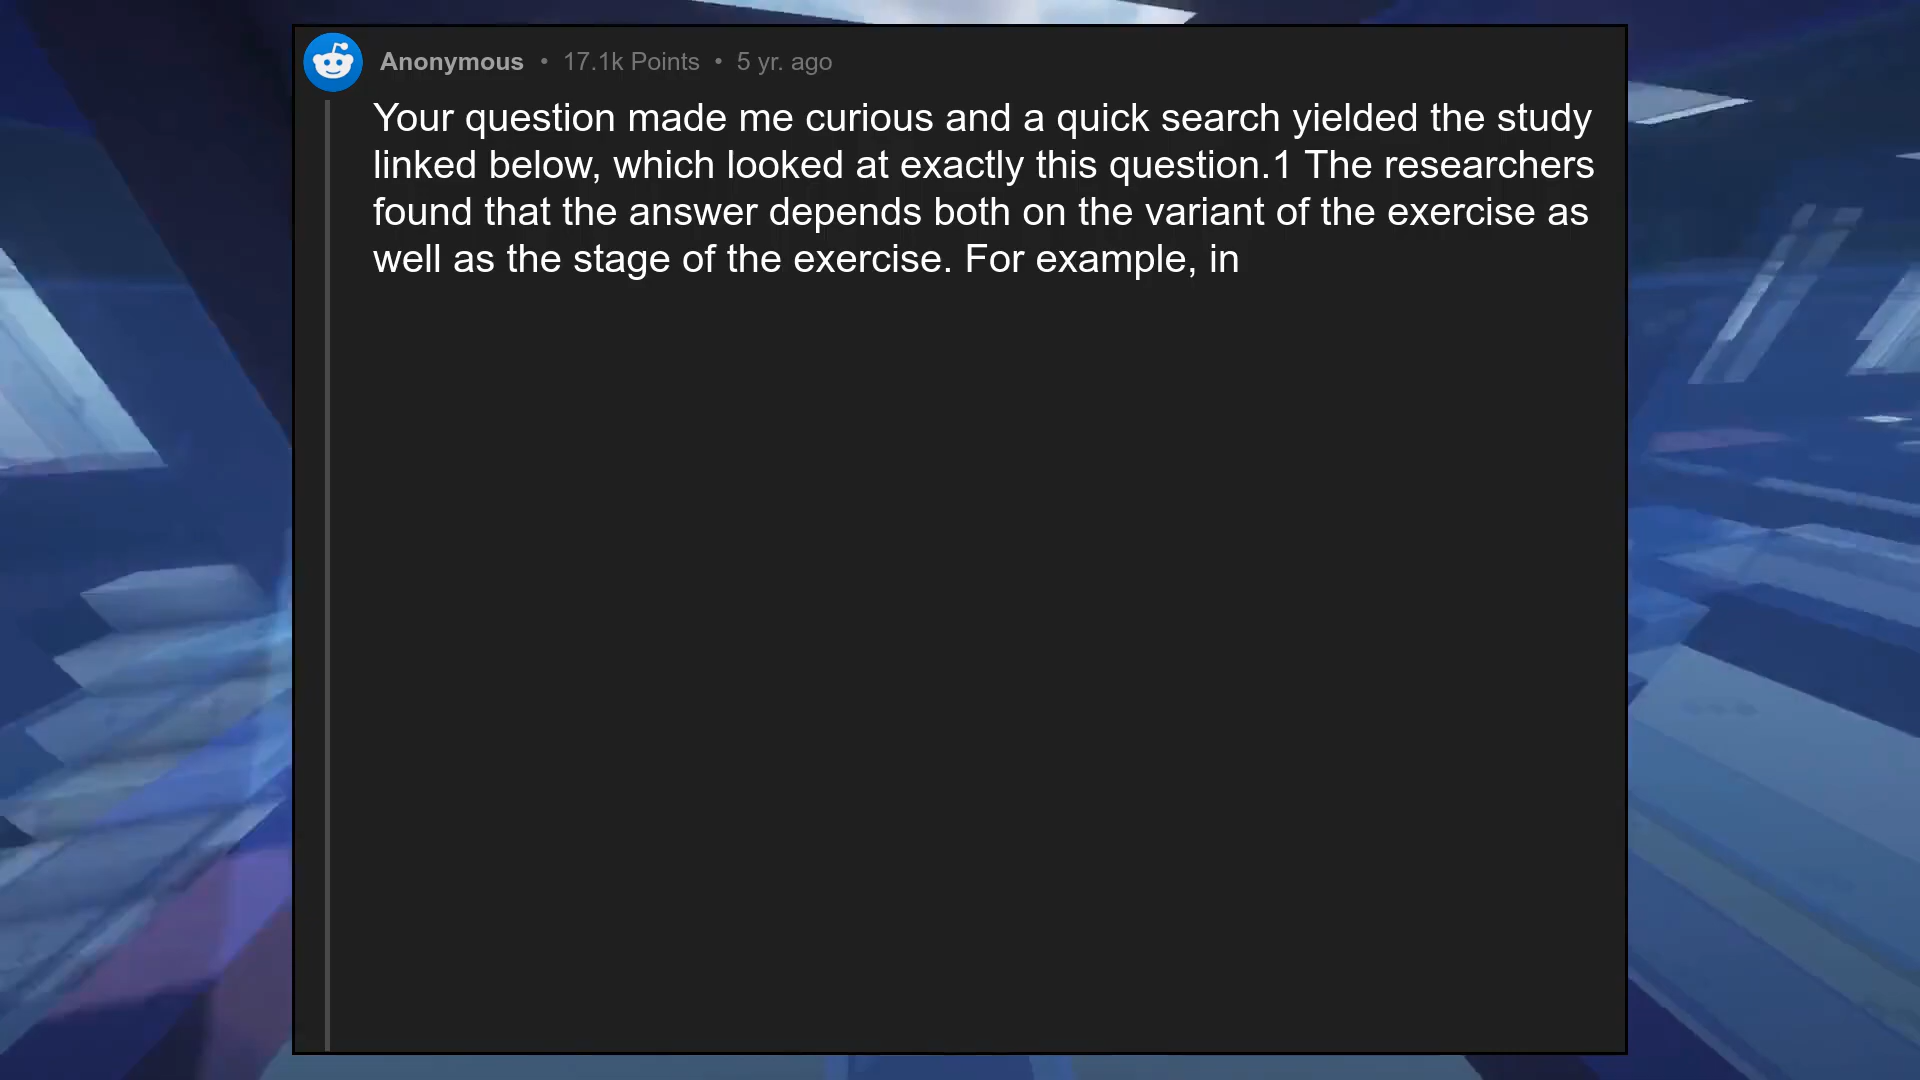 Anonymous • 17.1k Points • 5 yr. ago
Your question made me curious and a quick search yielded the study
linked below, which looked at exactly this question.1 The researchers
found that the answer depends both on the variant of the exercise as
well as the stage of the exercise. For example, in